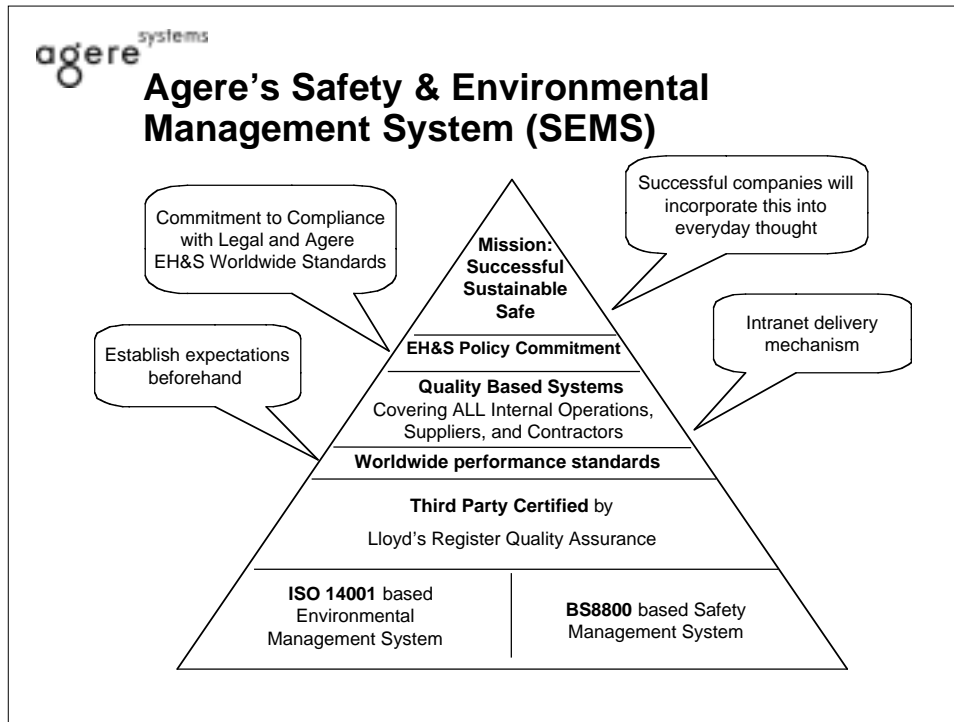 agere systems
Agere's Safety & Environmental
Management System (SEMS)
Commitment to Compliance
with Legal and Agere
EH&S Worldwide Standards
Successful companies will
incorporate this into
everyday thought
Establish expectations
beforehand
Intranet delivery
mechanism
Mission:
Successful
Sustainable
Safe
EH&S Policy Commitment
Quality Based Systems
Covering ALL Internal Operations,
Suppliers, and Contractors
Worldwide performance standards
Third Party Certified by
Lloyd's Register Quality Assurance
ISO 14001 based
Environmental
Management System
BS8800 based Safety
Management System